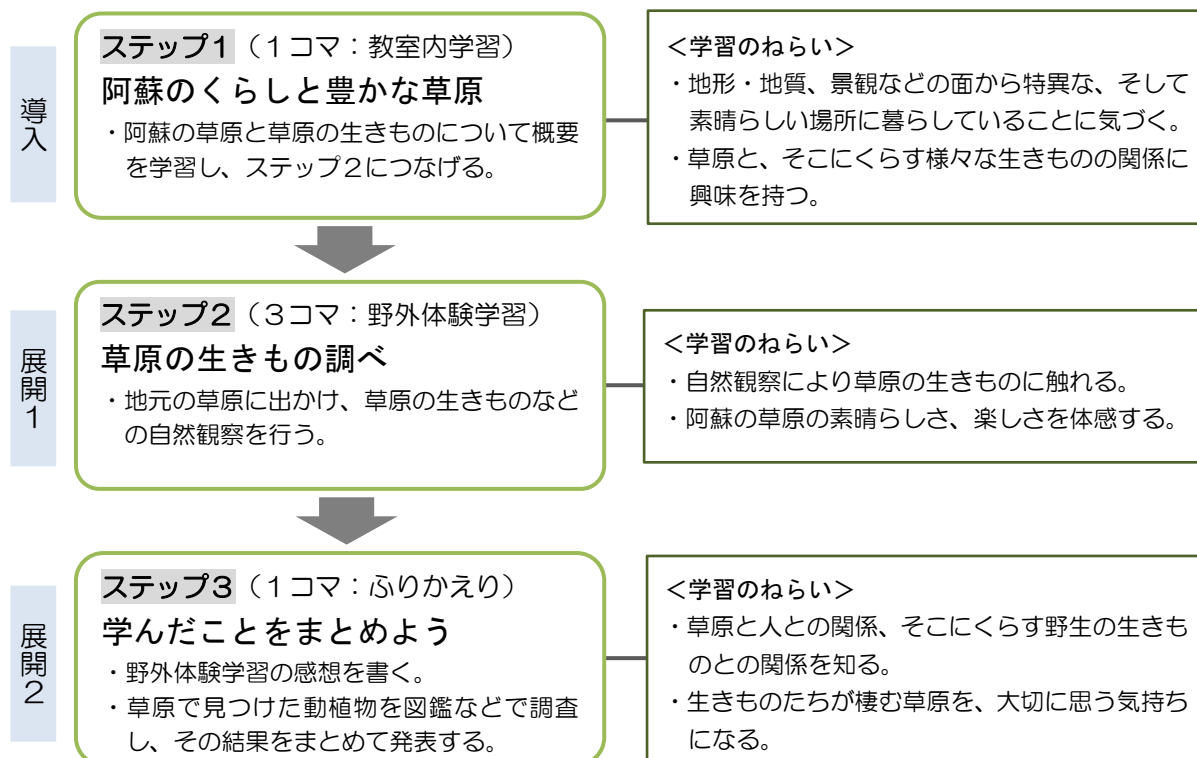 導入
ステップ1（1コマ：教室内学習）
阿蘇のくらしと豊かな草原
・阿蘇の草原と草原の生きものについて概要
を学習し、ステップ2につなげる。
＜学習のねらい＞
・地形・地質、景観などの面から特異な、そして
素晴らしい場所に暮らしていることに気づく。
・草原と、そこにくらす様々な生きものの関係に
興味を持つ。
展開1
ステップ2（3コマ：野外体験学習）
草原の生きもの調べ
・地元の草原に出かけ、草原の生きものなど
の自然観察を行う。
＜学習のねらい＞
・自然観察により草原の生きものに触れる。
・阿蘇の草原の素晴らしさ、楽しさを体感する。
展開2
ステップ3（1コマ：ふりかえり）
学んだことをまとめよう
・野外体験学習の感想を書く。
・草原で見つけた動植物を図鑑などで調査
し、その結果をまとめて発表する。
＜学習のねらい＞
・草原と人との関係、そこにくらす野生の生きも
のとの関係を知る。
・生きものたちが棲む草原を、大切に思う気持ち
になる。